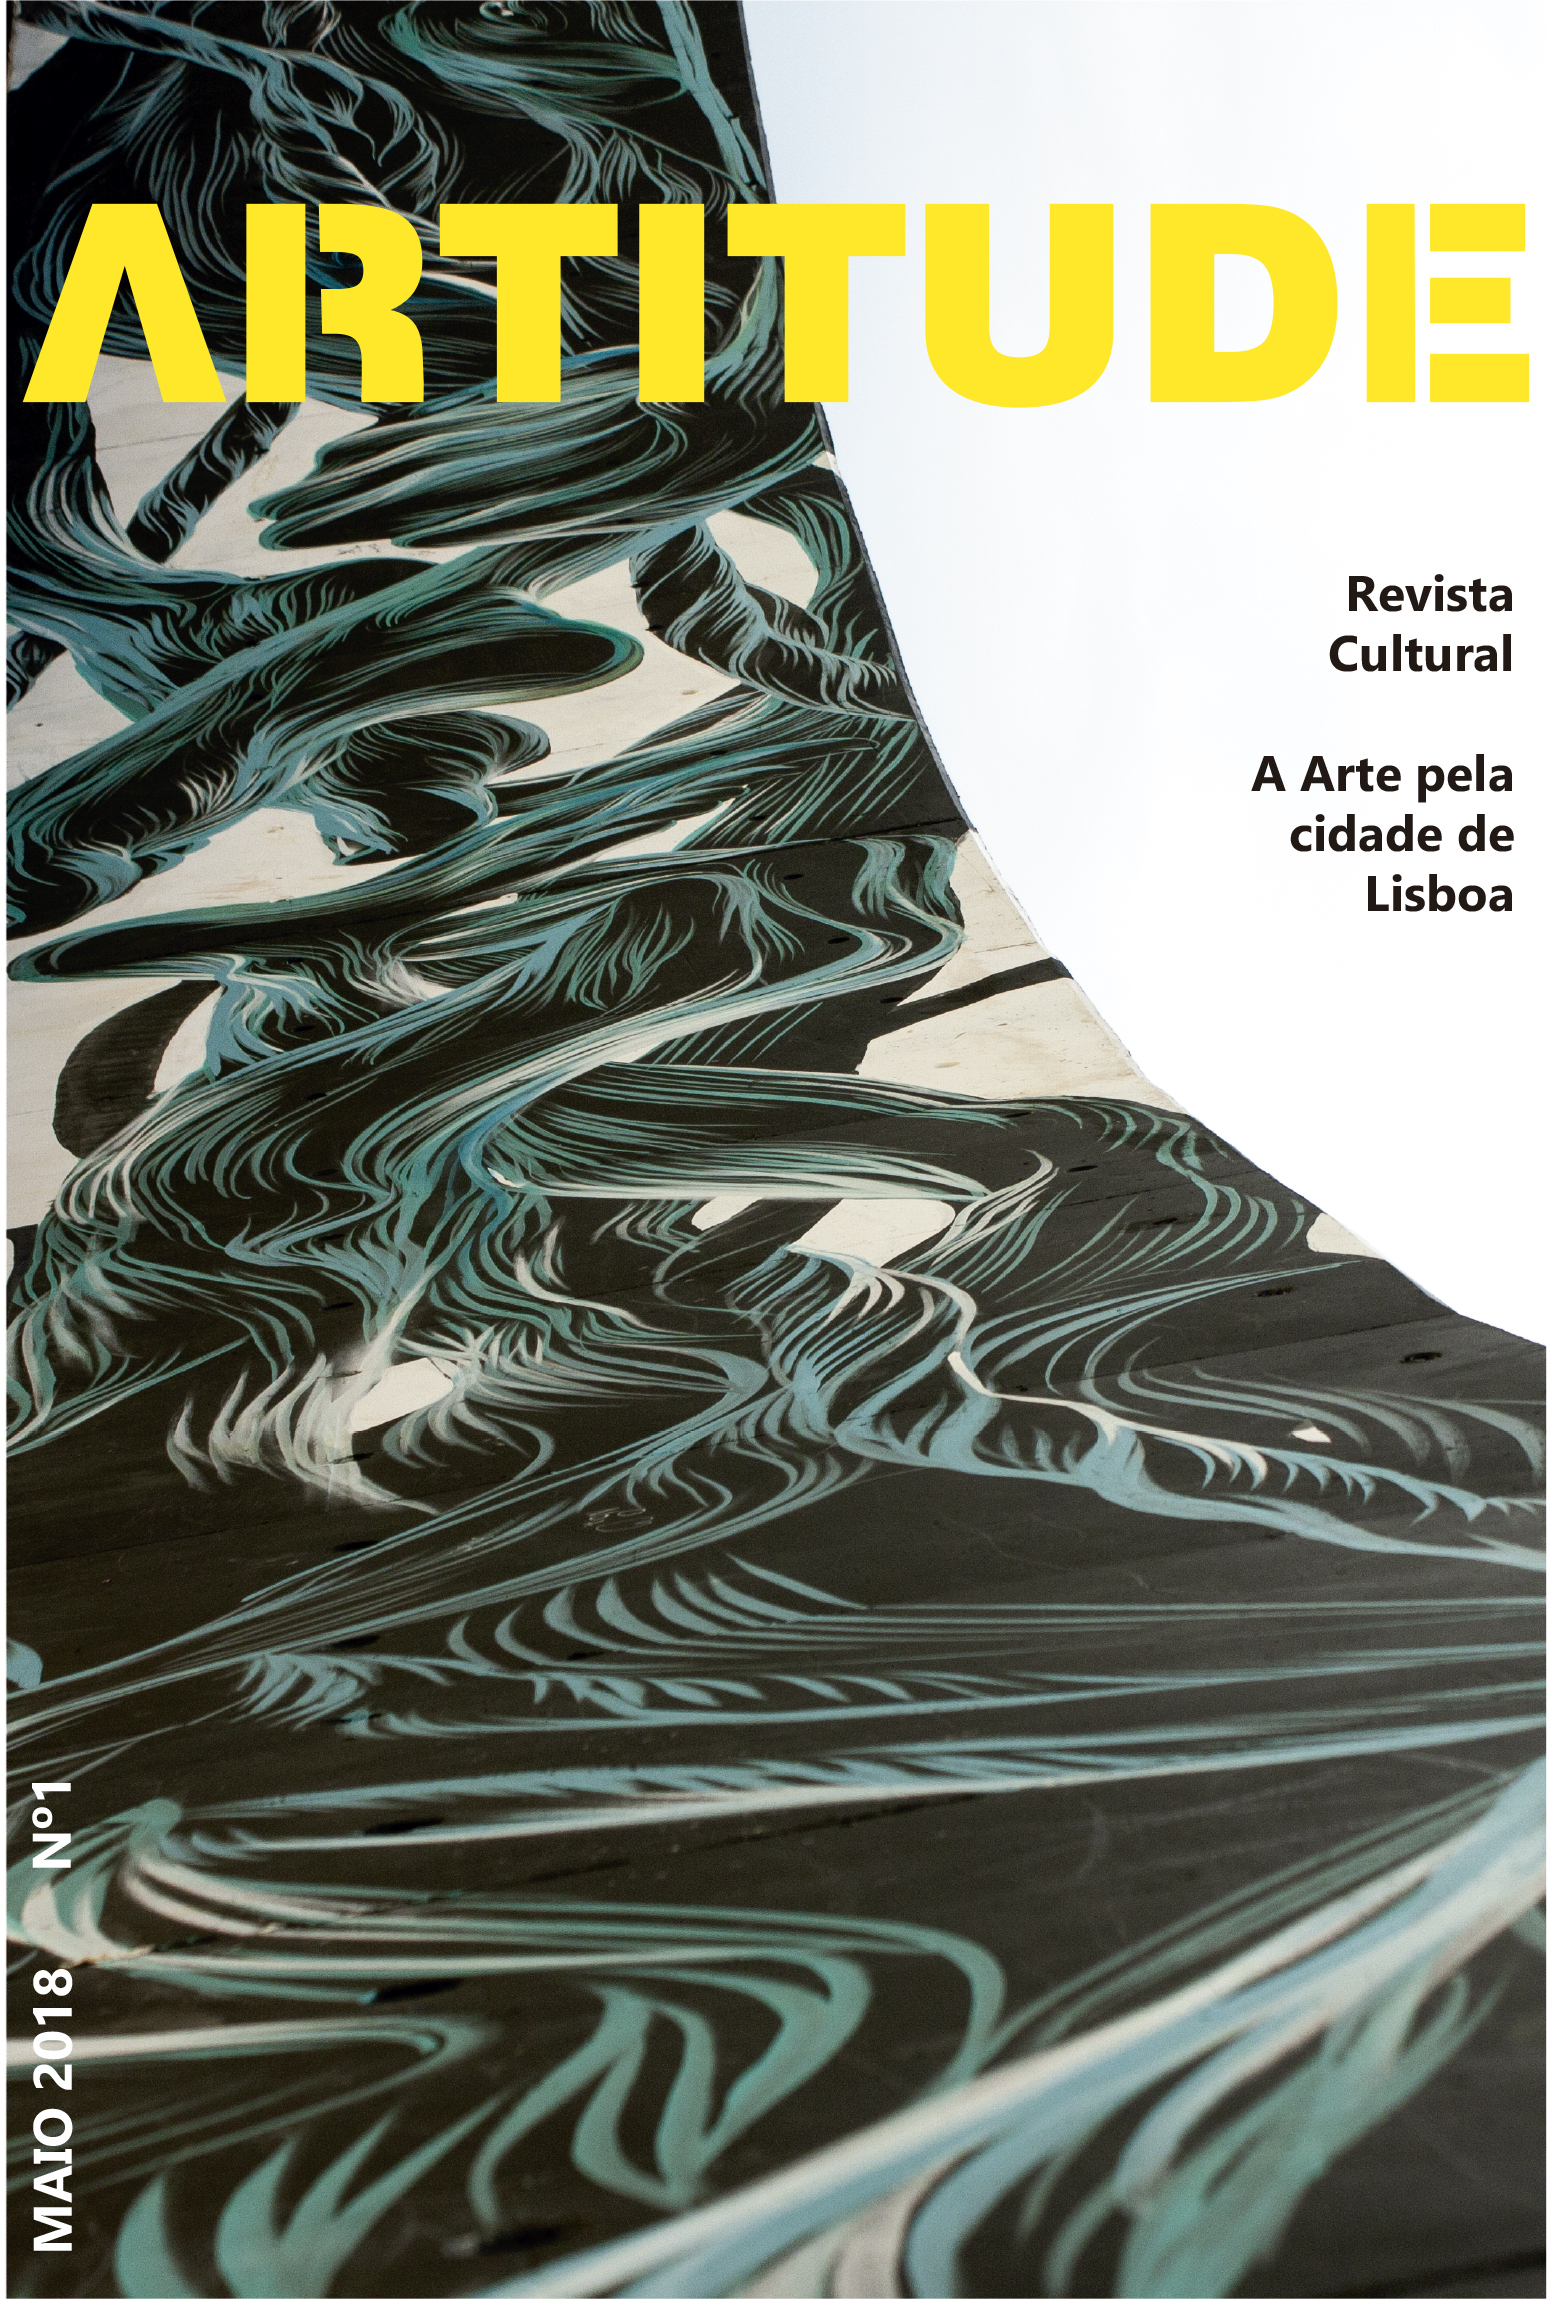 ARTITUDE
Revista
Cultural
A Arte pela
cidade de
Lisboa
MAIO 2018 Nº1